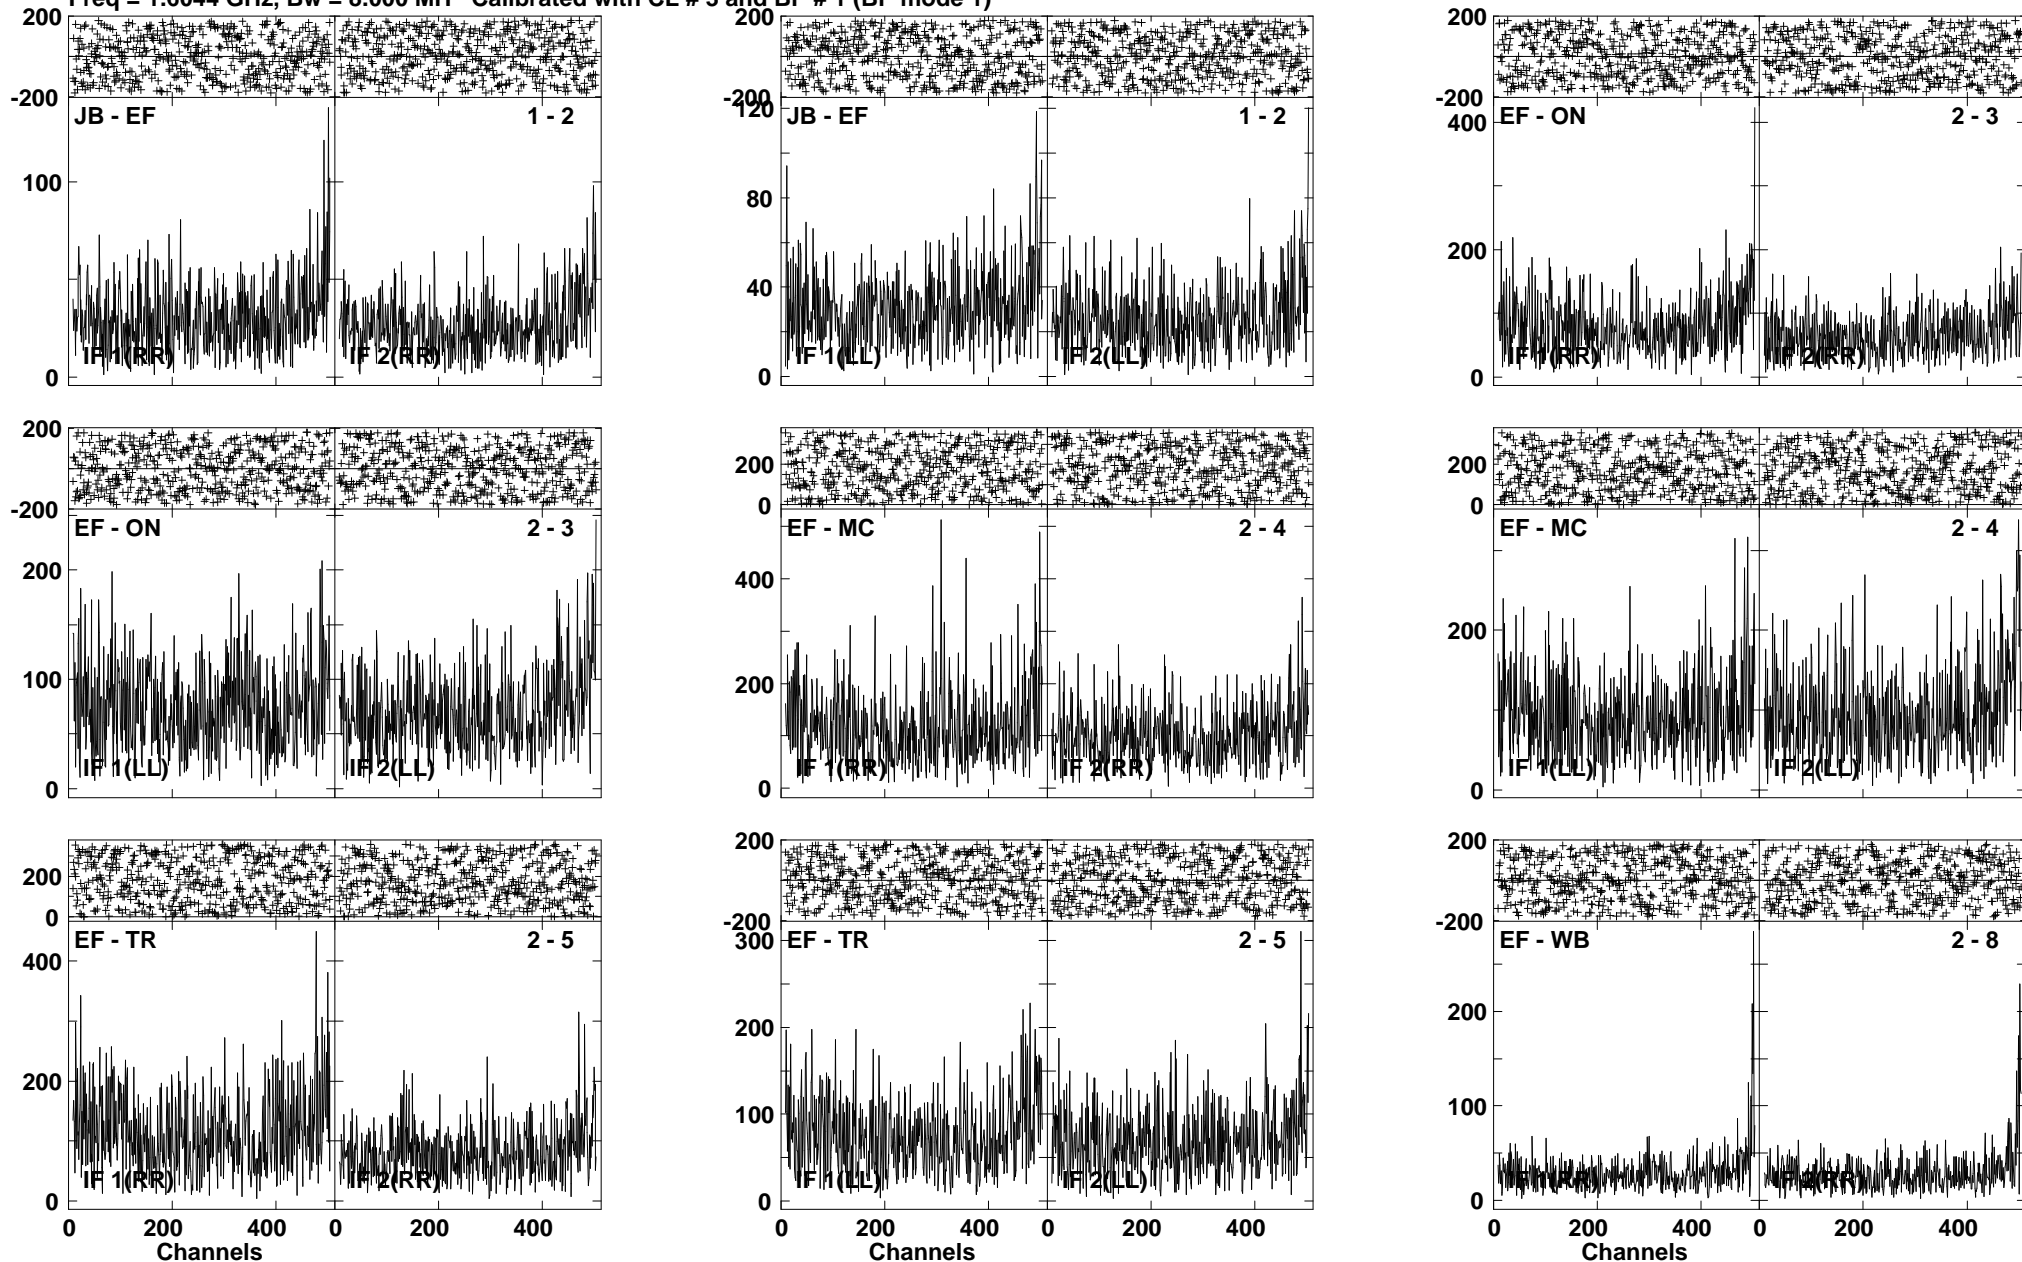 Freq = 1.6044 GHz, Bw = 8.000 MH Calibrated with CL # 3 and BP # 1 (BP mode 1)
200 200 200
-200 -200 -200
JB - EF 1 - 2 JB - EF 1 - 2 EF - ON 2 - 3
120 400
100 80 200
40
0 0 0
IF 1(RR) IF 2(RR) IF 1(LL) IF 2(LL) IF 1(RR) IF 2(RR)
200 200 200
-200 0 0
EF - ON 2 - 3 EF - MC 2 - 4 EF - MC 2 - 4
200 400 200
100 200
0 0 0
IF 1(LL) IF 2(LL) IF 1(RR) IF 2(RR) IF 1(LL) IF 2(LL)
200 200 200
0 -200 -200
EF - TR 2 - 5 EF - TR 2 - 5 EF - WB 2 - 8
400 300 200
200 200 100
100
0 0 0
IF 1(RR) IF 2(RR) IF 1(LL) IF 2(LL) IF 1(RR) IF 2(RR)
0 200 400 0 200 400 0 200 400 0 200 400 0 200 400 0 200 400
Channels Channels Channels